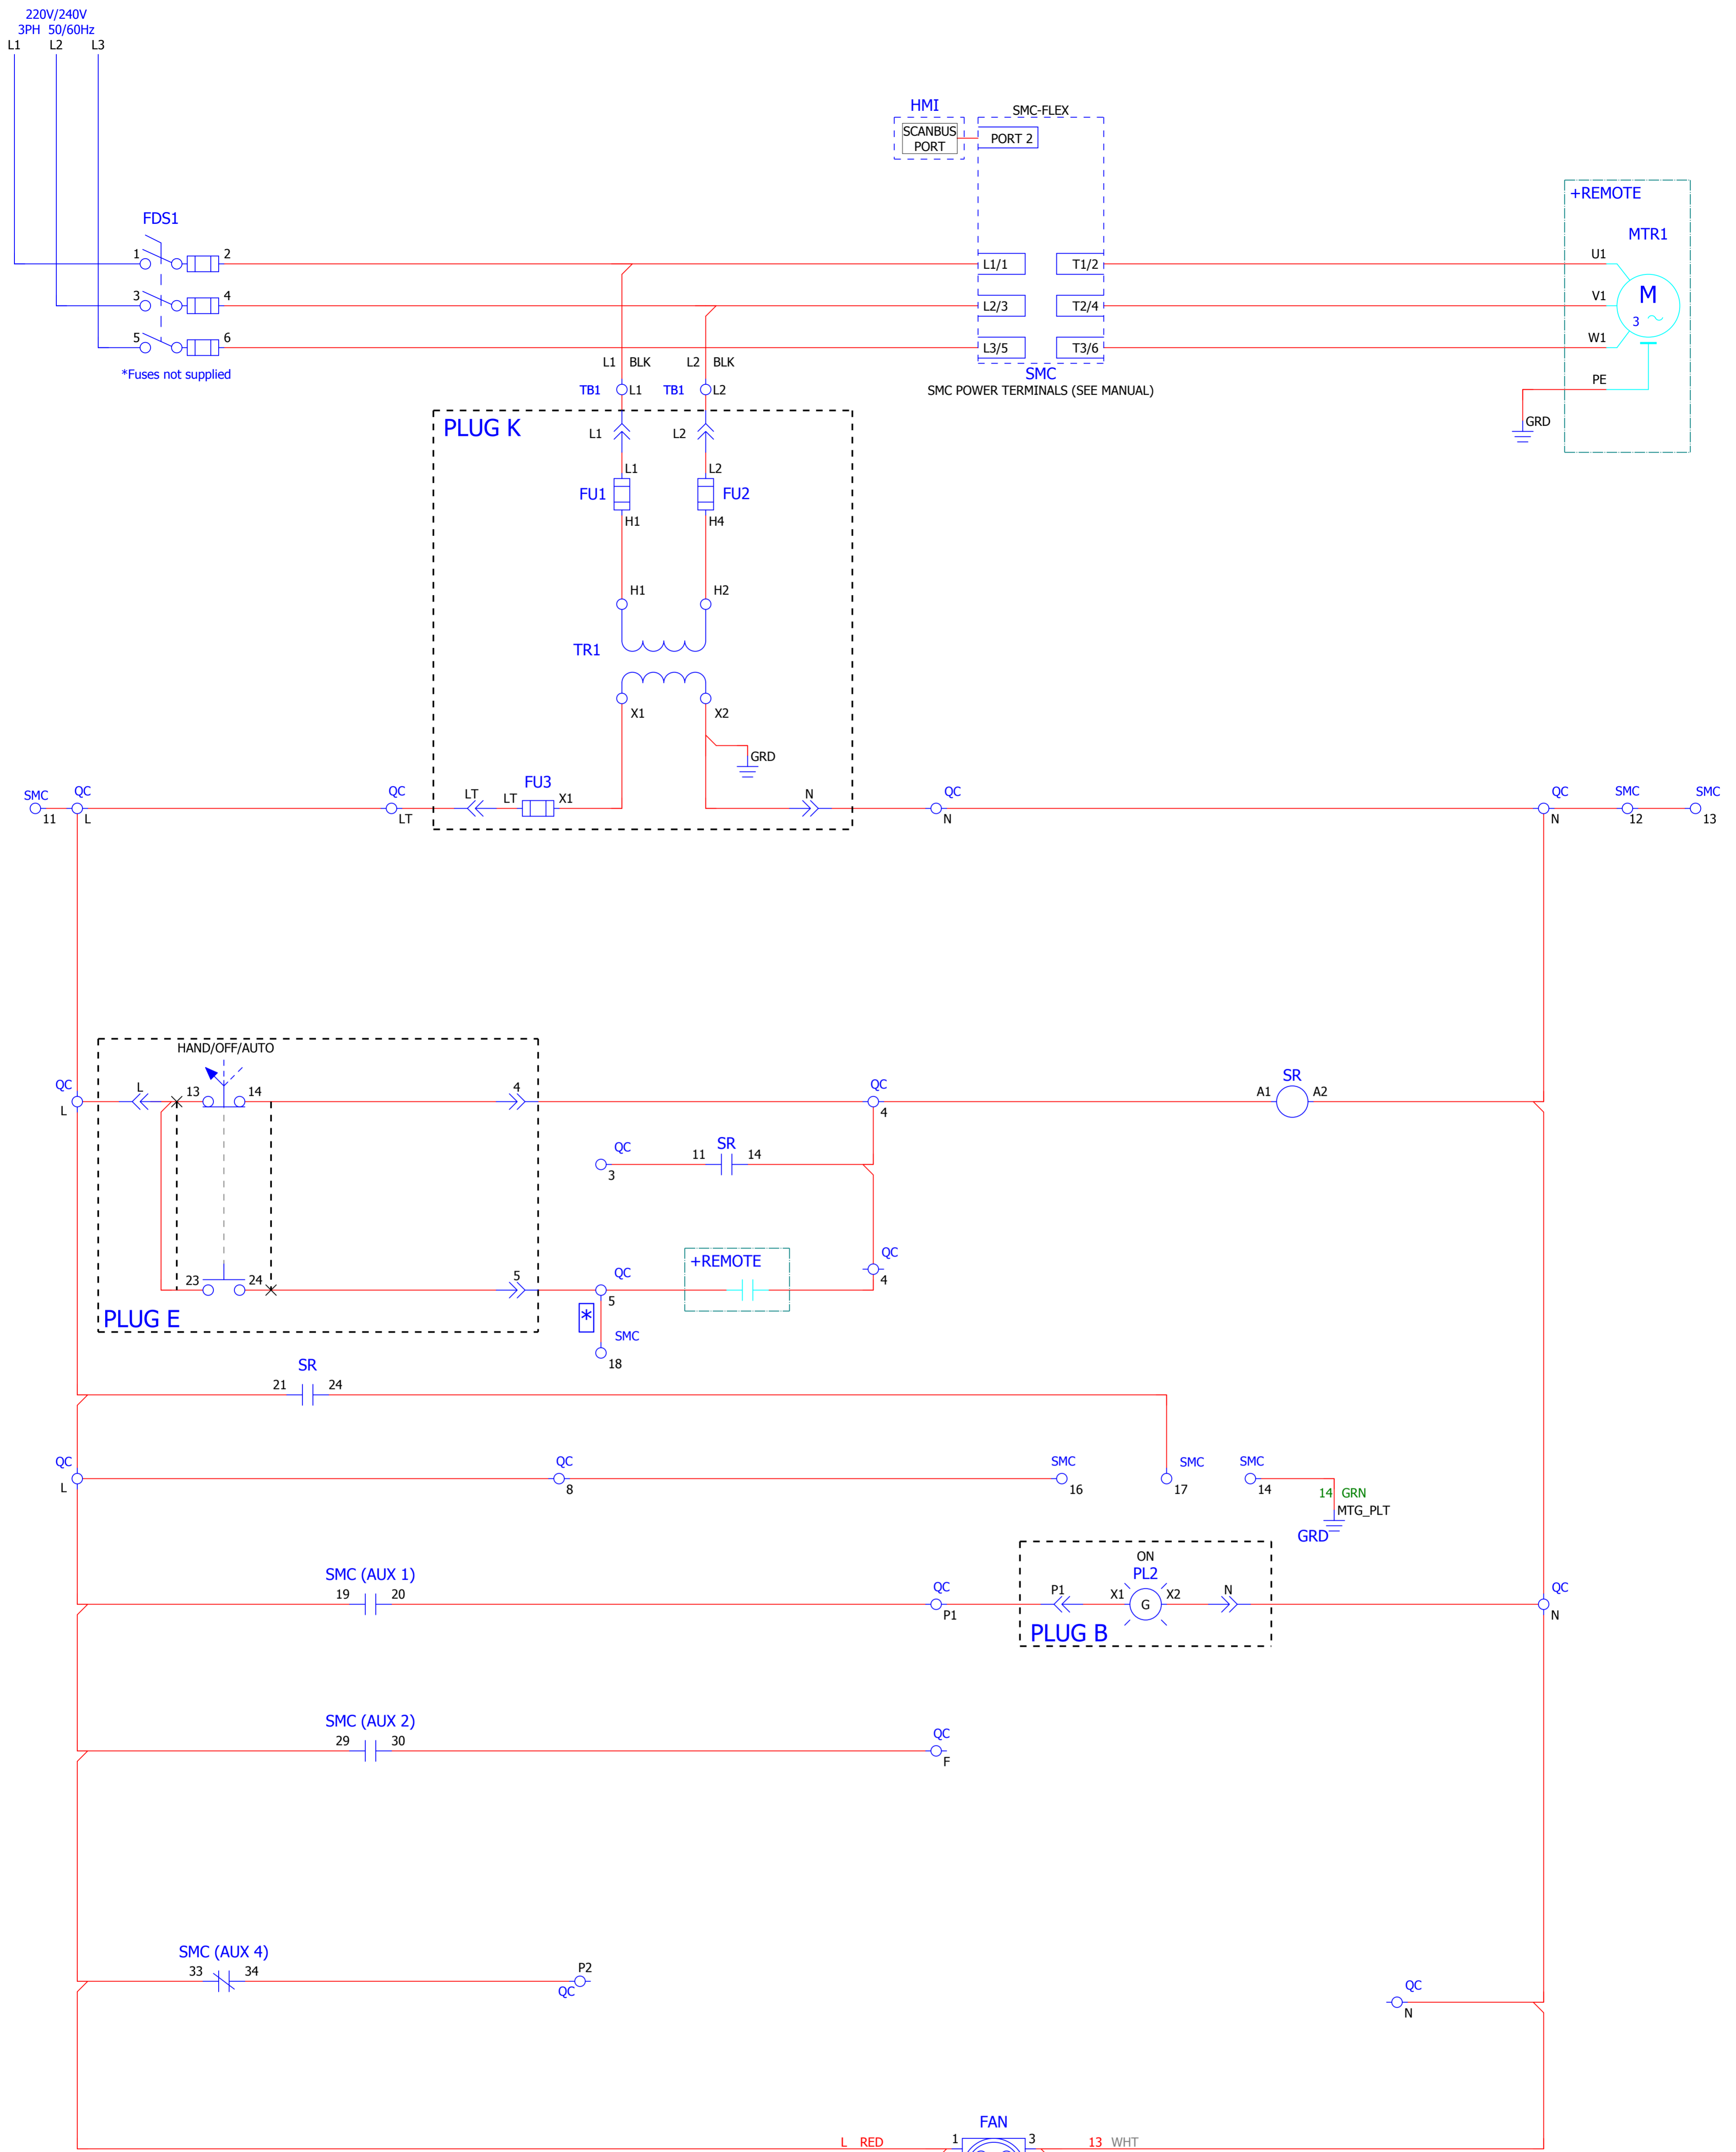 220V/240V
3PH 50/60Hz
L1 L2 L3
HMI
SMC-FLEX
SCANBUS
PORT
PORT 2
+REMOTE
MTR1
FDS1
1 2
L1/1 T1/2
U1
3 4
L2/3 T2/4
V1
M
3
5 6
L3/5 T3/6
W1
*Fuses not supplied
L1 BLK L2 BLK
SMC
SMC POWER TERMINALS (SEE MANUAL)
PE
GRD
TB1 L1 TB1 L2
PLUG K
L1 L2
L1 L2
FU1 FU2
H1 H4
H1 H2
TR1
X1 X2
GRD
SMC QC QC LT LT FU3 X1 N QC QC SMC SMC
11 L LT N N 12 13
HAND/OFF/AUTO
QC L 13 14 4 QC SR
L 4 A1 A2
QC SR
3 11 14
+REMOTE
QC
4
23 24 5 QC
5
PLUG E
*
SMC
18
SR
21 24
QC QC SMC SMC SMC
L 8 16 17 14
14 GRN
MTG_PLT
GRD
SMC (AUX 1)
19 20
QC
P1
ON
PL2
P1 X1 G X2 N
PLUG B
QC
N
SMC (AUX 2)
29 30
QC
F
SMC (AUX 4)
33 34
P2
QC
QC
N
FAN
L RED 1 3 13 WHT